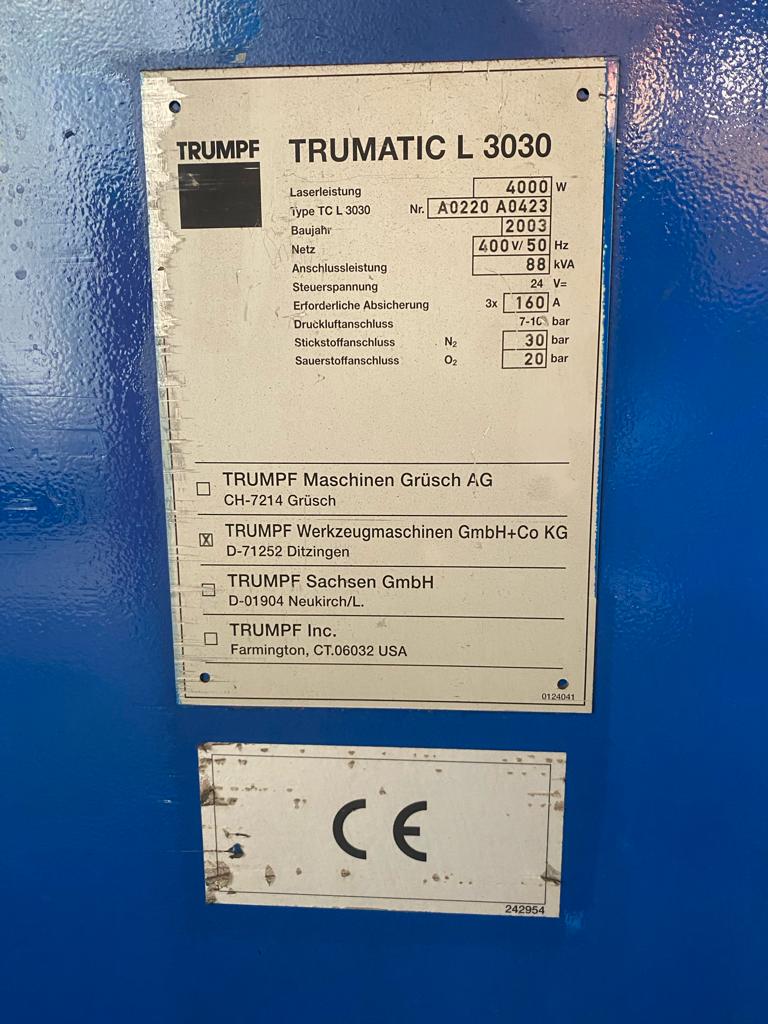 TRUMPF TRUMATIC L 3030
Laserleistung 4000 W
Type TC L 3030 Nr. A0220 A0423
Baujahr 2003
Netz 400 V/ 50 Hz
Anschlussleistung 88 kVA
Steuerspannung 24 V=
Erforderliche Absicherung 3x 160 A
Druckluftanschluss 7-10 bar
Stickstoffanschluss N₂ 30 bar
Sauerstoffanschluss O₂ 20 bar
TRUMPF Maschinen Grüsch AG
CH-7214 Grüsch
X TRUMPF Werkzeugmaschinen GmbH+Co KG
D-71252 Ditzingen
TRUMPF Sachsen GmbH
D-01904 Neukirch/L.
TRUMPF Inc.
Farmington, CT.06032 USA
0124041
CE
242954